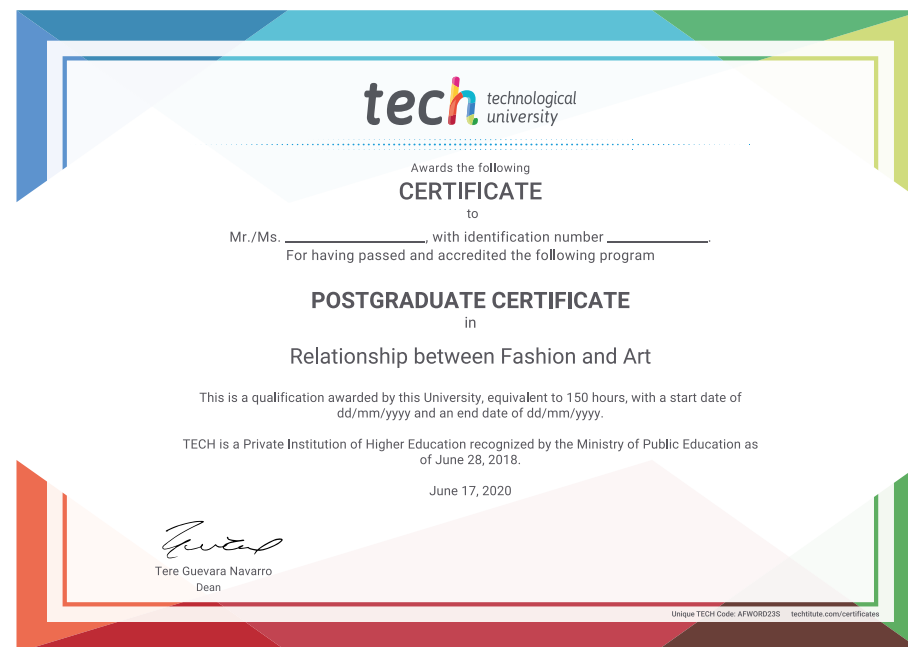 tech technological
university
Awards the following
CERTIFICATE
to
Mr./Ms. ____________, with identification number ____________.
For having passed and accredited the following program
POSTGRADUATE CERTIFICATE
in
Relationship between Fashion and Art
This is a qualification awarded by this University, equivalent to 150 hours, with a start date of
dd/mm/yyyy and an end date of dd/mm/yyyy.
TECH is a Private Institution of Higher Education recognized by the Ministry of Public Education as
of June 28, 2018.
June 17, 2020
Tere Guevara Navarro
Dean
Unique TECH Code: AFWORD23S techtitute.com/certificates